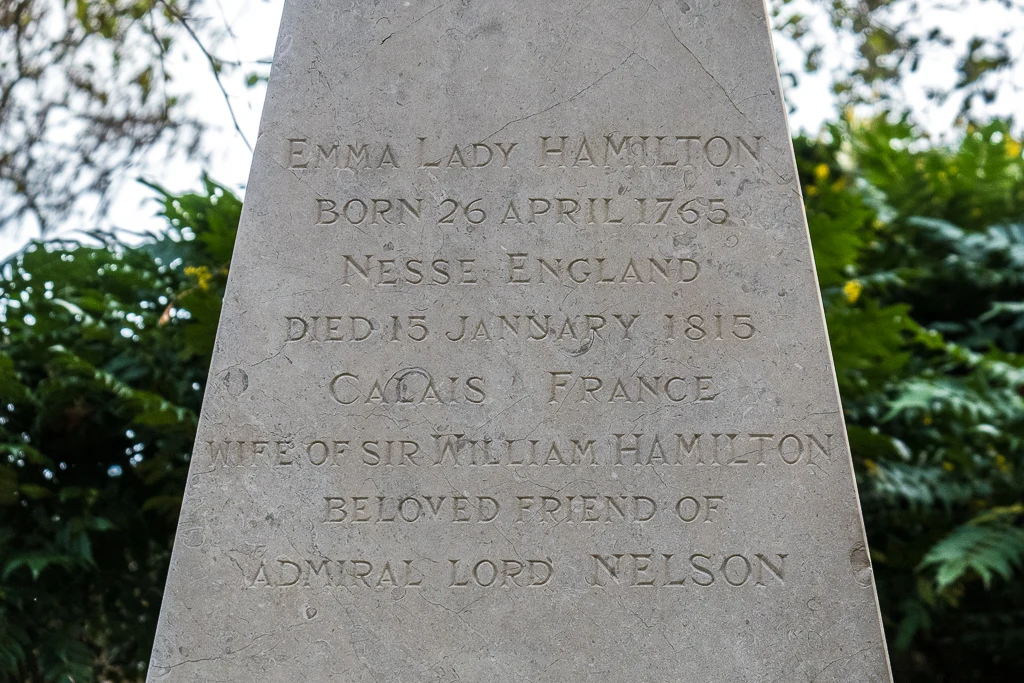 EMMA LADY HAMILTON
BORN 26 APRIL 1765
NESSE ENGLAND
DIED 15 JANUARY 1815
CALAIS FRANCE
WIFE OF SIR WILLIAM HAMILTON
BELOVED FRIEND OF
ADMIRAL LORD NELSON